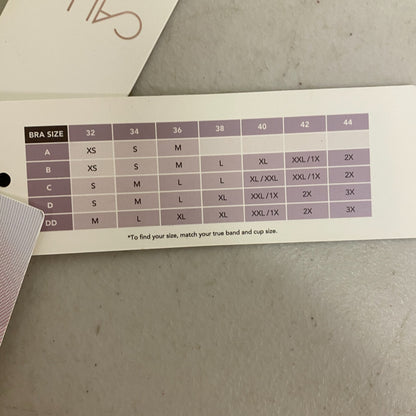 BRA SIZE 32 34 36 38 40 42 44
A XS S M
B XS S M L XL XXL/1X 2X
C S M L L XL/XXL XXL/1X 2X
D S M L XL XXL/1X 2X 3X
DD M L XL XL XXL/1X 2X 3X
*To find your size, match your true band and cup size.